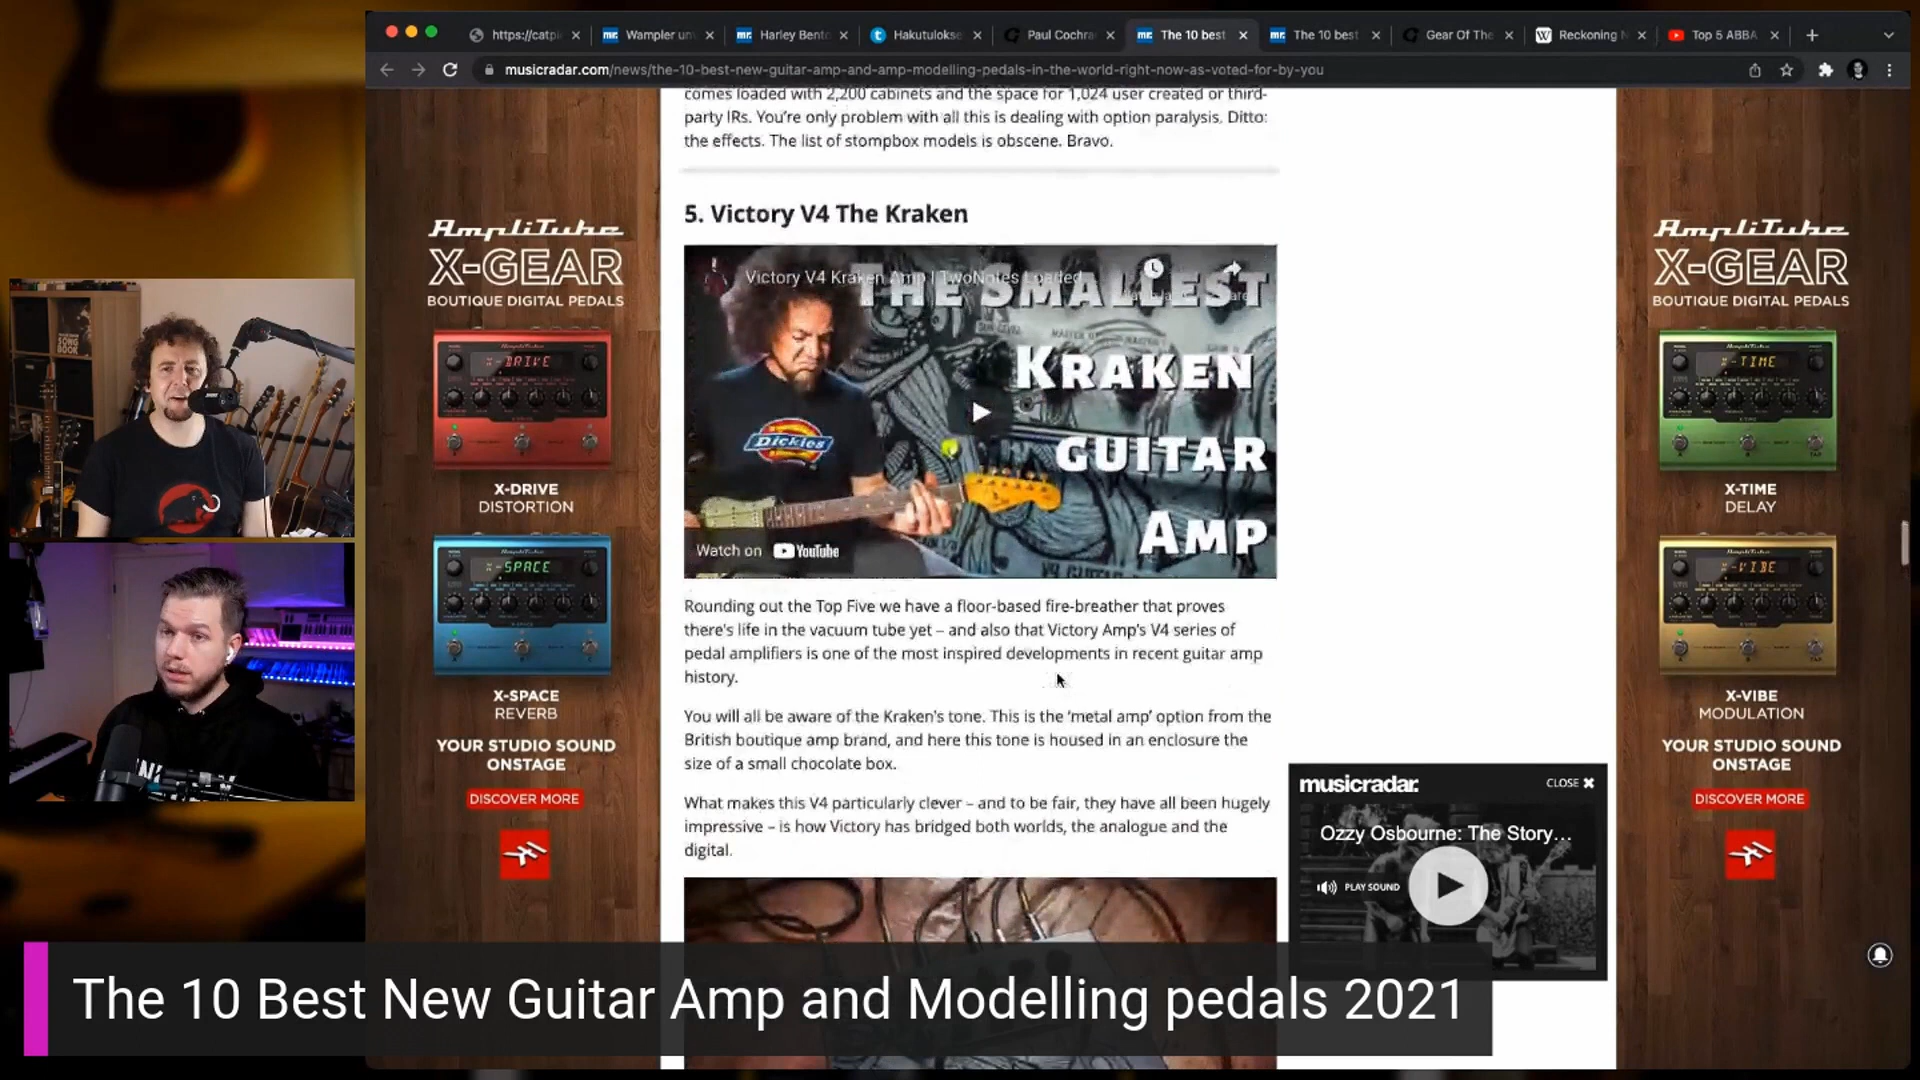 https://catpi
Wampler un
Harley Bent
Hakutulokse
Paul Cochra
The 10 best
The 10 best
Gear Of The
Reckoning N
Top 5 ABBA
musicradar.com/news/the-10-best-new-guitar-amp-and-amp-modelling-pedals-in-the-world-right-now-as-voted-for-by-you
comes loaded with 2,200 cabinets and the space for 1,024 user created or third-
party IRs. You're only problem with all this is dealing with option paralysis. Ditto:
the effects. The list of stompbox models is obscene. Bravo.
5. Victory V4 The Kraken
Victory V4 Kraken Amp | TwoNotes Loaded
THE SMALLEST
KRAKEN
GUITAR
AMP
Dickies
Watch on YouTube
Rounding out the Top Five we have a floor-based fire-breather that proves
there's life in the vacuum tube yet – and also that Victory Amp's V4 series of
pedal amplifiers is one of the most inspired developments in recent guitar amp
history.
You will all be aware of the Kraken's tone. This is the 'metal amp' option from the
British boutique amp brand, and here this tone is housed in an enclosure the
size of a small chocolate box.
What makes this V4 particularly clever – and to be fair, they have all been hugely
impressive – is how Victory has bridged both worlds, the analogue and the
digital.
AmpliTube
X-GEAR
BOUTIQUE DIGITAL PEDALS
X-DRIVE
X-DRIVE
DISTORTION
X-SPACE
X-SPACE
REVERB
YOUR STUDIO SOUND
ONSTAGE
DISCOVER MORE
AmpliTube
X-GEAR
BOUTIQUE DIGITAL PEDALS
X-TIME
X-TIME
DELAY
X-VIBE
X-VIBE
MODULATION
YOUR STUDIO SOUND
ONSTAGE
DISCOVER MORE
musicradar.
CLOSE
Ozzy Osbourne: The Story...
PLAY SOUND
The 10 Best New Guitar Amp and Modelling pedals 2021